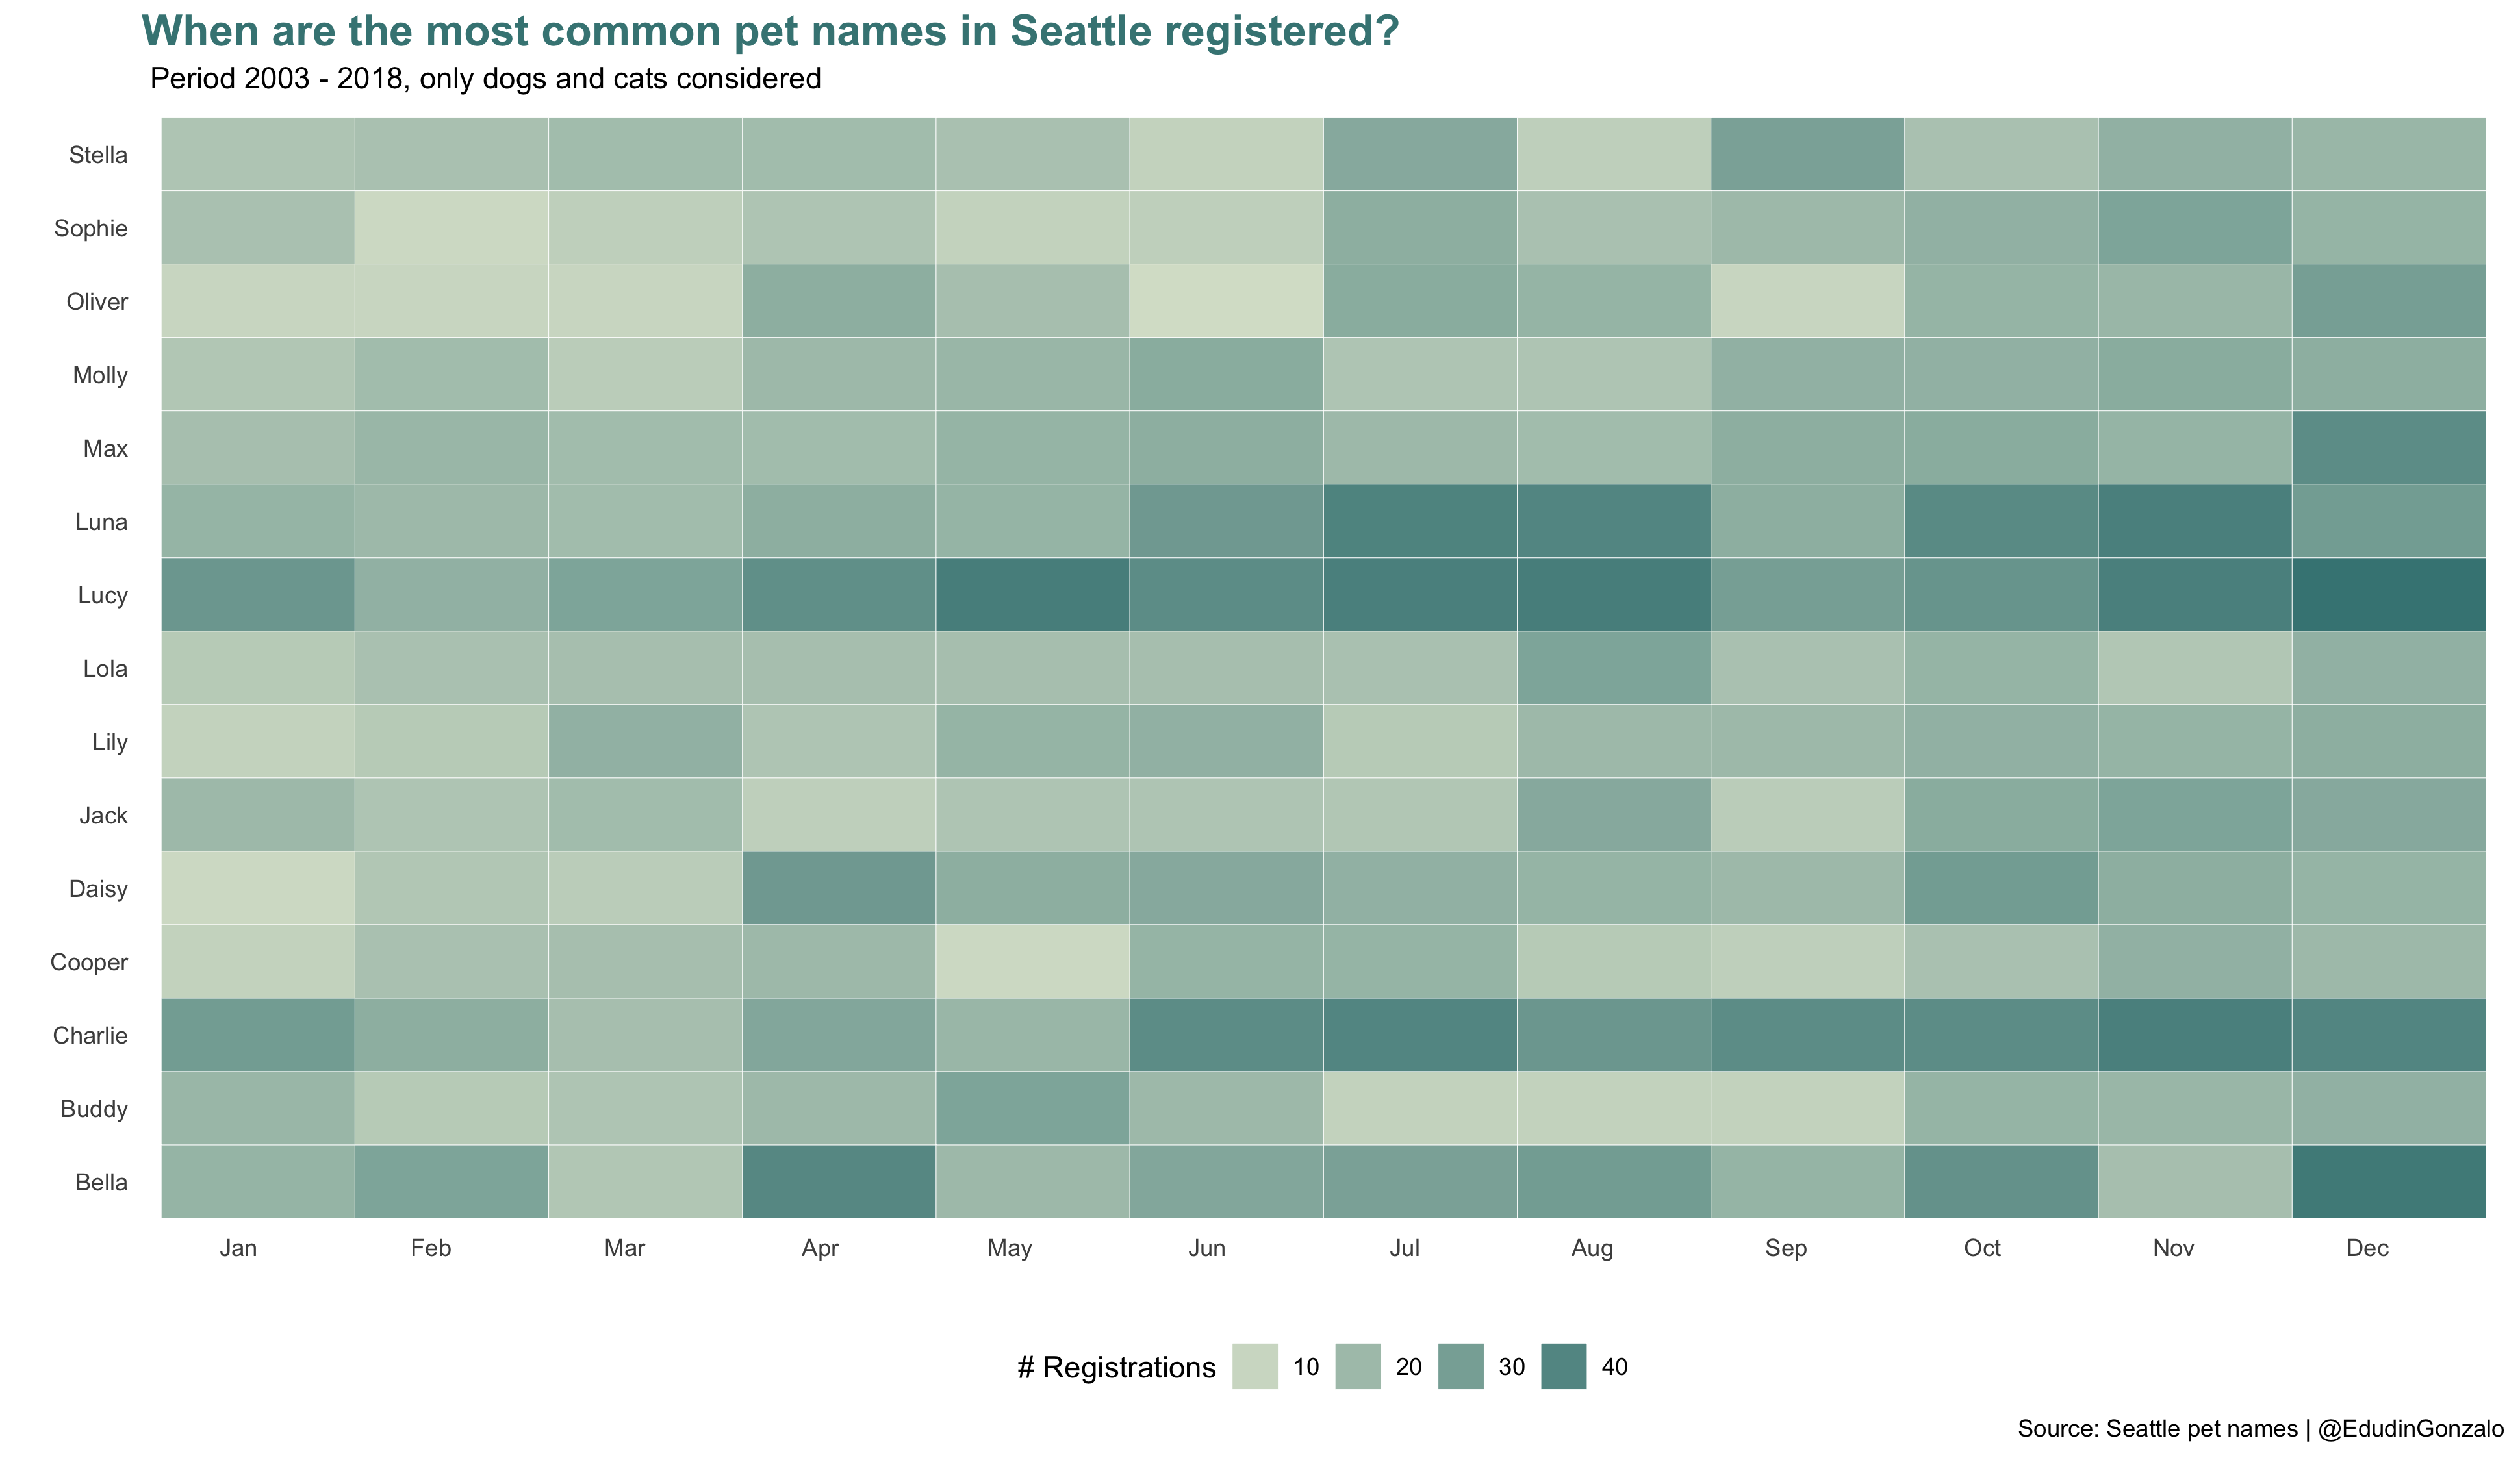 When are the most common pet names in Seattle registered?
Period 2003 - 2018, only dogs and cats considered
Stella
Sophie
Oliver
Molly
Max
Luna
Lucy
Lola
Lily
Jack
Daisy
Cooper
Charlie
Buddy
Bella
Jan Feb Mar Apr May Jun Jul Aug Sep Oct Nov Dec
# Registrations 10 20 30 40
Source: Seattle pet names | @EdudinGonzalo